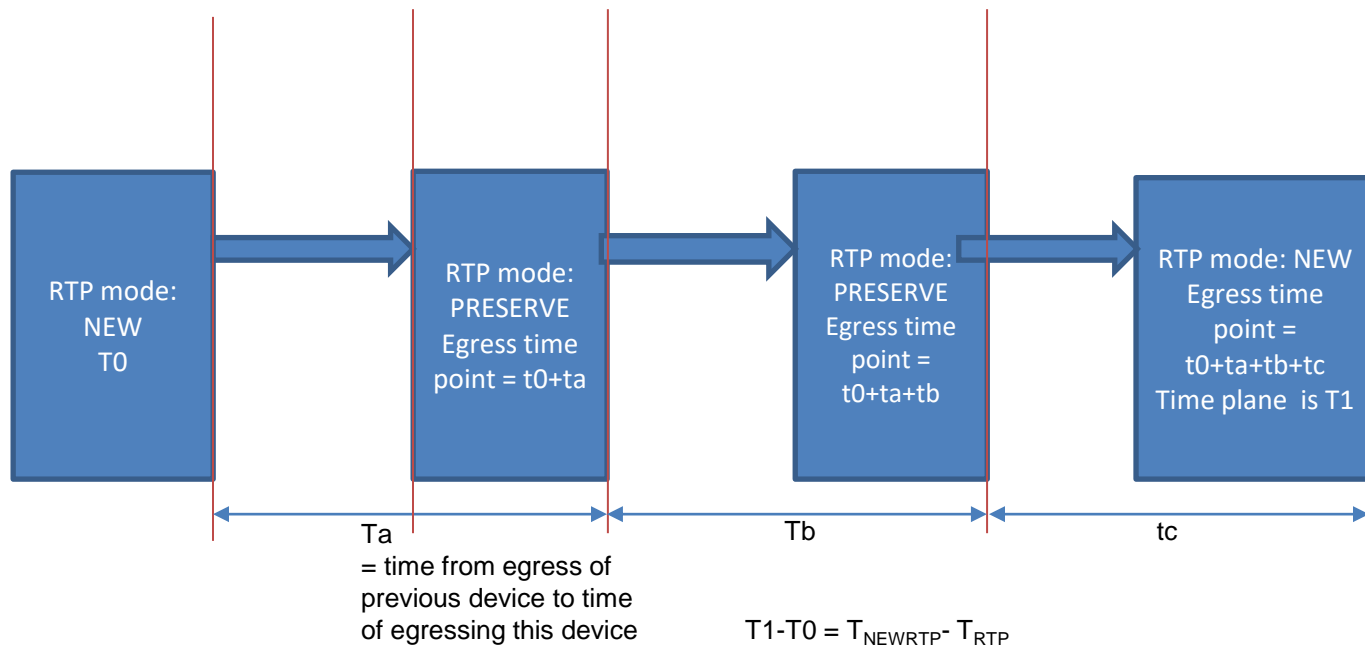 RTP mode:
NEW
T0
RTP mode:
PRESERVE
Egress time
point = t0+ta
RTP mode:
PRESERVE
Egress time
point =
t0+ta+tb
RTP mode: NEW
Egress time
point =
t0+ta+tb+tc
Time plane  is T1
Ta
= time from egress of
previous device to time
of egressing this device
Tb
tc
T1-T0 = TNEWRTP- TRTP